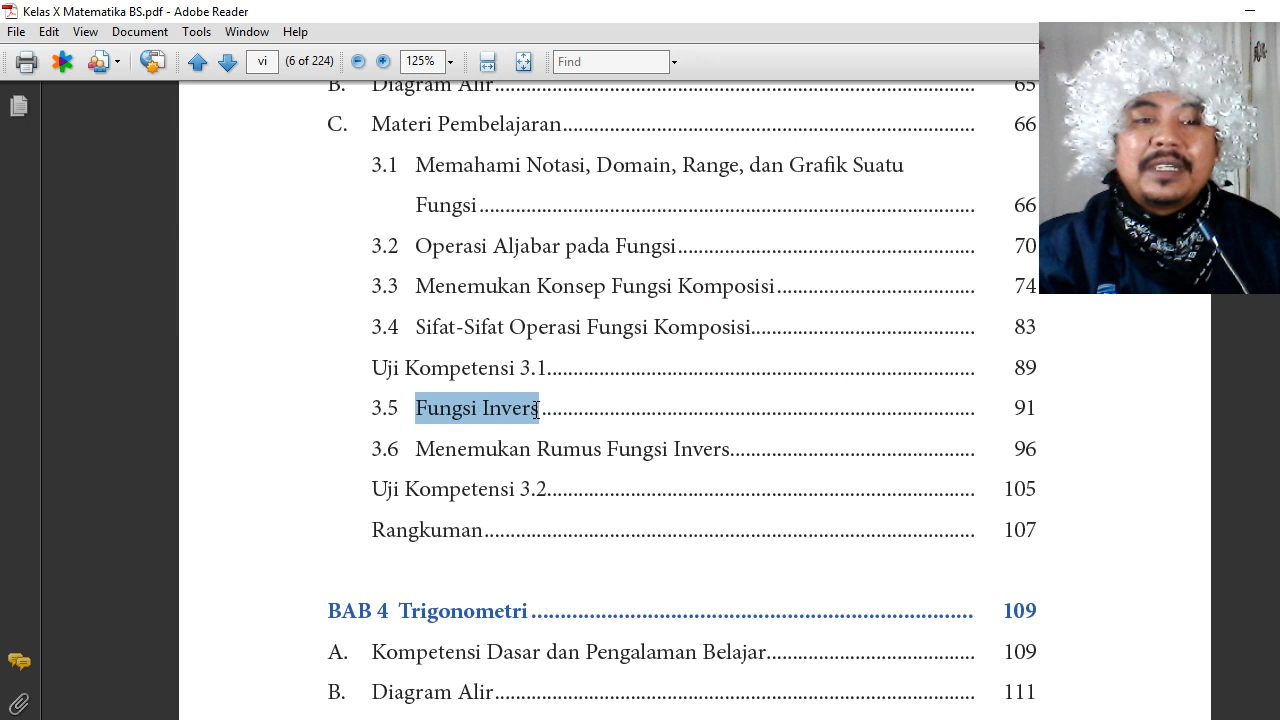 Kelas X Matematika BS.pdf - Adobe Reader
File Edit View Document Tools Window Help
vi (6 of 224) 125% Find
B. Diagram Alir.......... 65
C. Materi Pembelajaran.......... 66
3.1 Memahami Notasi, Domain, Range, dan Grafik Suatu
Fungsi.......... 66
3.2 Operasi Aljabar pada Fungsi.......... 70
3.3 Menemukan Konsep Fungsi Komposisi.......... 74
3.4 Sifat-Sifat Operasi Fungsi Komposisi.......... 83
Uji Kompetensi 3.1.......... 89
3.5 Fungsi Invers.......... 91
3.6 Menemukan Rumus Fungsi Invers.......... 96
Uji Kompetensi 3.2.......... 105
Rangkuman.......... 107
BAB 4 Trigonometri.......... 109
A. Kompetensi Dasar dan Pengalaman Belajar.......... 109
B. Diagram Alir.......... 111